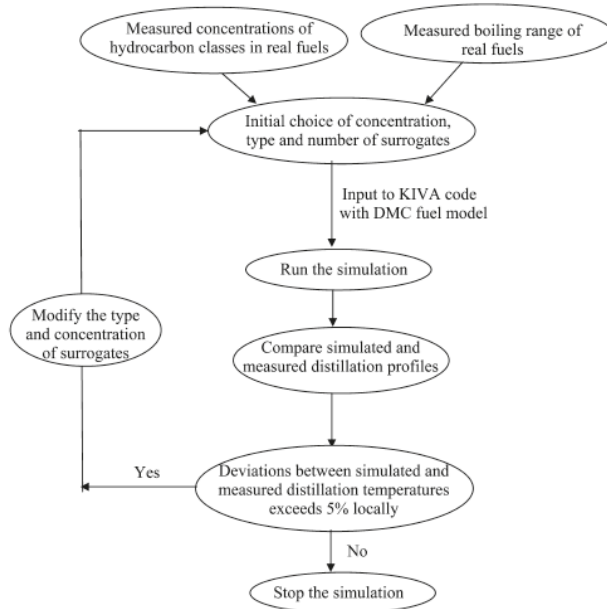 Measured concentrations of
hydrocarbon classes in real fuels
Measured boiling range of
real fuels
Initial choice of concentration,
type and number of surrogates
Input to KIVA code
with DMC fuel model
Run the simulation
Modify the type
and concentration
of surrogates
Compare simulated and
measured distillation profiles
Yes
Deviations between simulated and
measured distillation temperatures
exceeds 5% locally
No
Stop the simulation